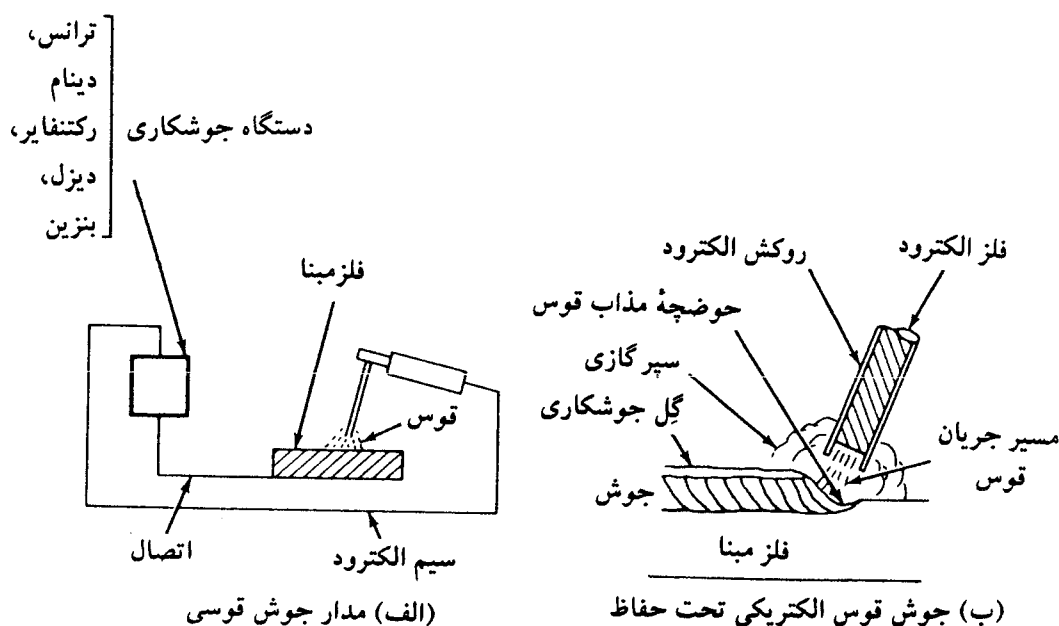 ترانس،
دینام
رکتنفایر،
دیزل،
بنزین
دستگاه جوشکاری
فلزمبنا
قوس
اتصال
سیم الکترود
(الف) مدار جوش قوسی
فلز الکترود
روکش الکترود
حوضچهٔ مذاب قوس
سپر گازی
گِل جوشکاری
مسیر جریان
قوس
جوش
فلز مبنا
(ب) جوش قوس الکتریکی تحت حفاظ